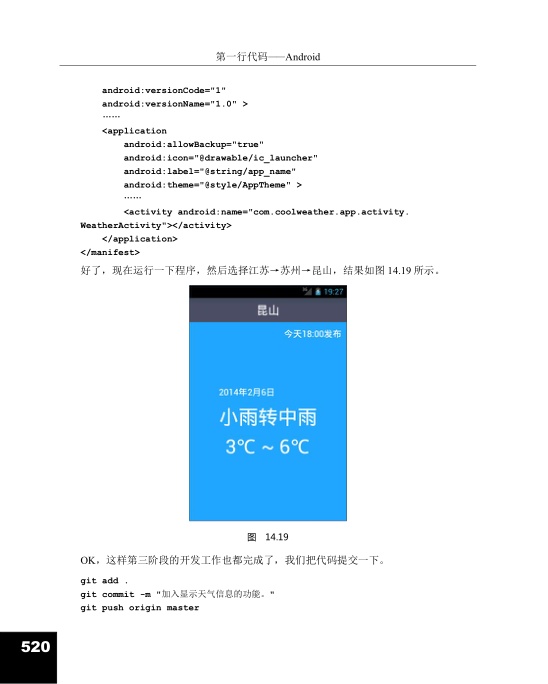 第一行代码——Android
android:versionCode="1"
android:versionName="1.0" >
……
<application
android:allowBackup="true"
android:icon="@drawable/ic_launcher"
android:label="@string/app_name"
android:theme="@style/AppTheme" >
……
<activity android:name="com.coolweather.app.activity.
WeatherActivity"></activity>
</application>
</manifest>
好了，现在运行一下程序，然后选择江苏→苏州→昆山，结果如图 14.19 所示。
19:27
昆山
今天18:00发布
2014年2月6日
小雨转中雨
3℃ ~ 6℃
图 14.19
OK，这样第三阶段的开发工作也都完成了，我们把代码提交一下。
git add .
git commit -m "加入显示天气信息的功能。"
git push origin master
520